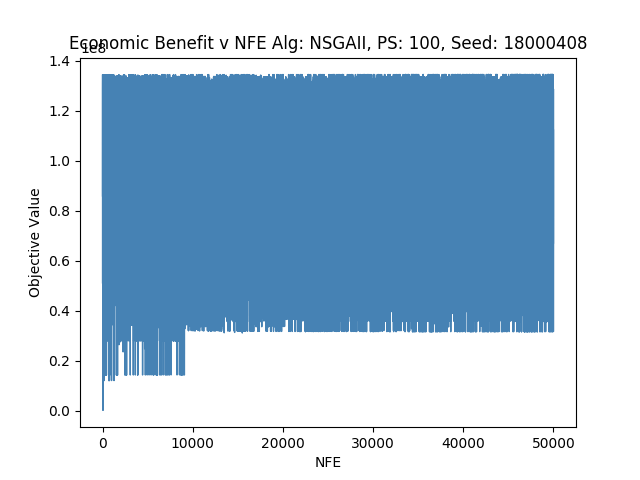 Economic Benefit v NFE Alg: NSGAII, PS: 100, Seed: 18000408
1e8
1.4
1.2
1.0
0.8
0.6
0.4
0.2
0.0
Objective Value
0 10000 20000 30000 40000 50000
NFE